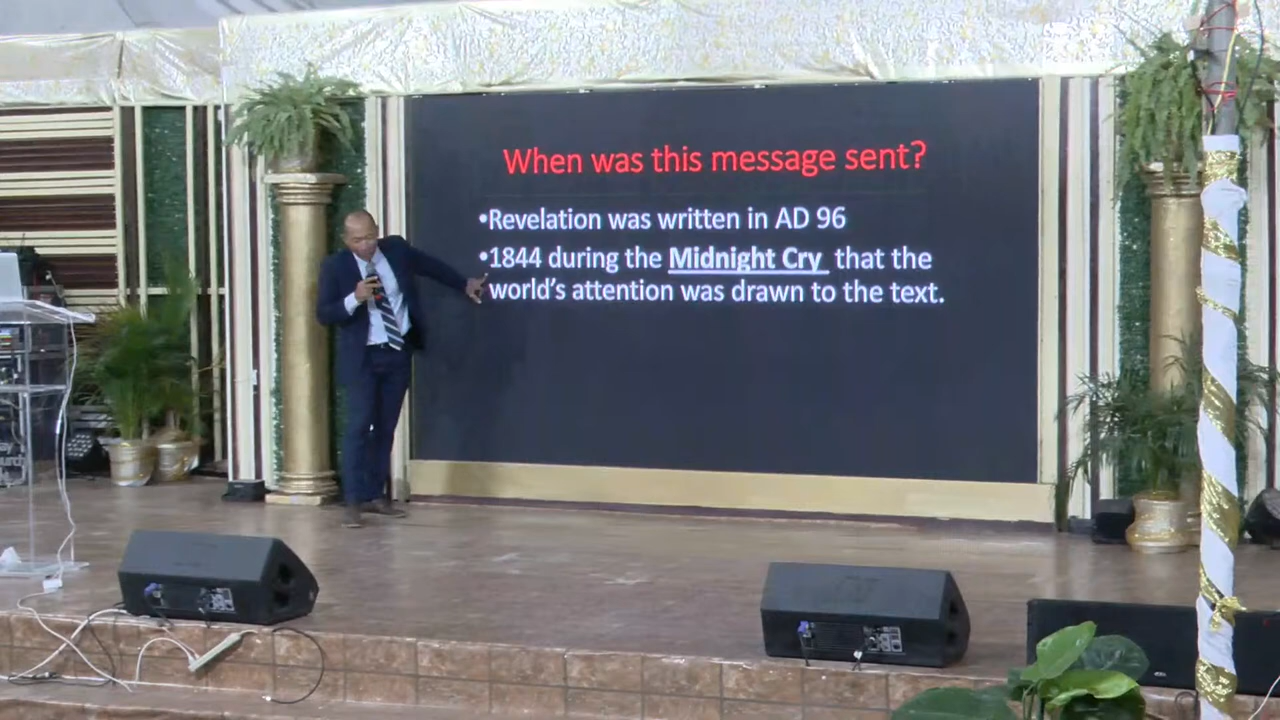 When was this message sent?
•Revelation was written in AD 96
•1844 during the Midnight Cry that the
world's attention was drawn to the text.